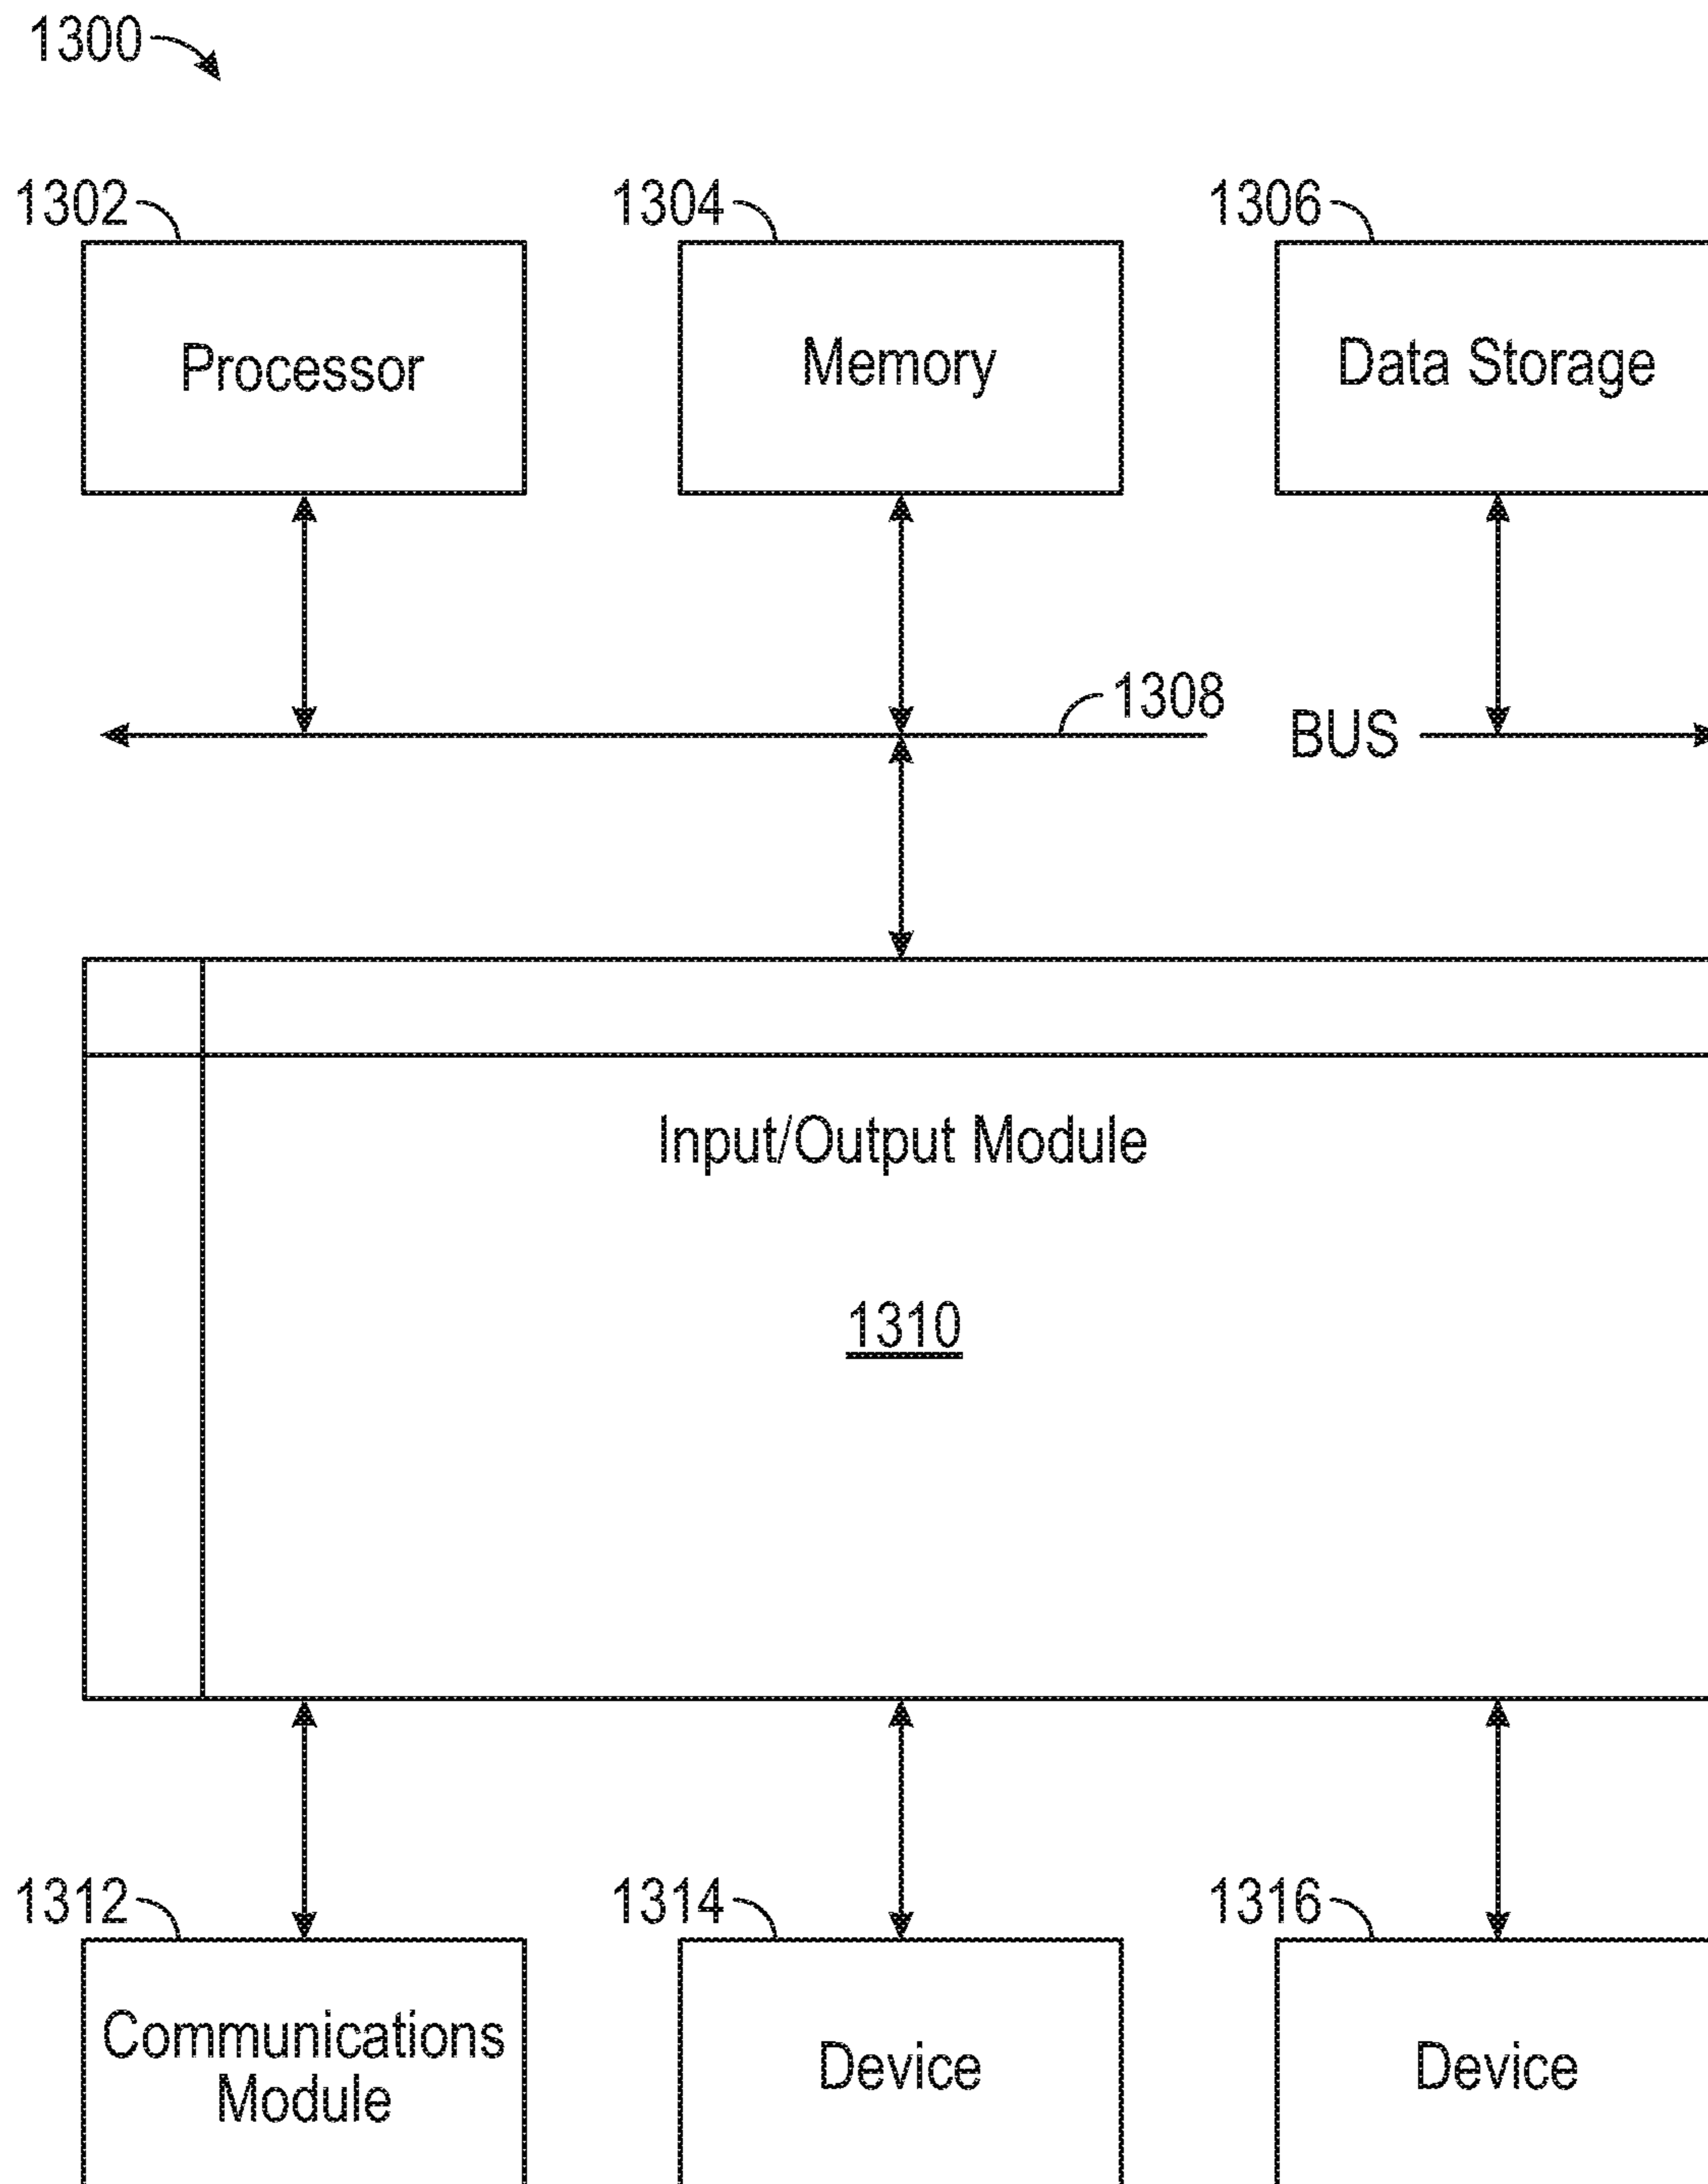 1300
1302
1304
1306
Processor
Memory
Data Storage
1308
BUS
Input/Output Module
1310
1312
1314
1316
Communications
Module
Device
Device